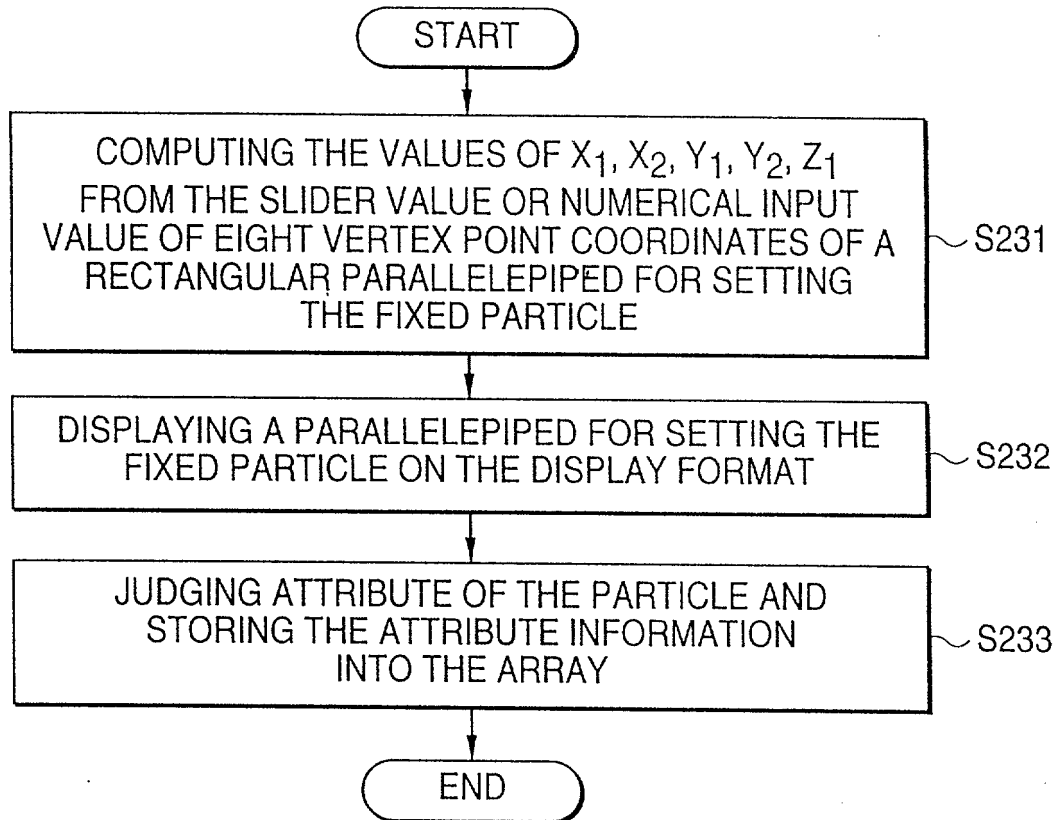 START
COMPUTING THE VALUES OF X₁, X₂, Y₁, Y₂, Z₁
FROM THE SLIDER VALUE OR NUMERICAL INPUT
VALUE OF EIGHT VERTEX POINT COORDINATES OF A
RECTANGULAR PARALLELEPIPED FOR SETTING
THE FIXED PARTICLE
S231
DISPLAYING A PARALLELEPIPED FOR SETTING THE
FIXED PARTICLE ON THE DISPLAY FORMAT
S232
JUDGING ATTRIBUTE OF THE PARTICLE AND
STORING THE ATTRIBUTE INFORMATION
INTO THE ARRAY
S233
END